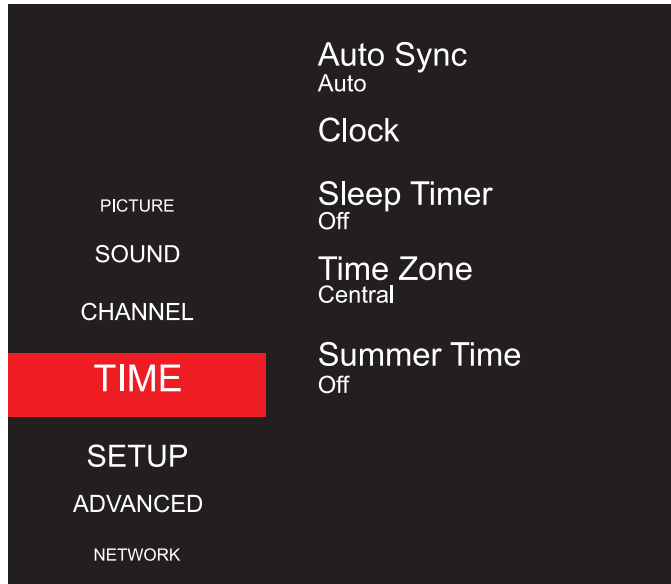 PICTURE
SOUND
CHANNEL
TIME
SETUP
ADVANCED
NETWORK
Auto Sync
Auto
Clock
Sleep Timer
Off
Time Zone
Central
Summer Time
Off